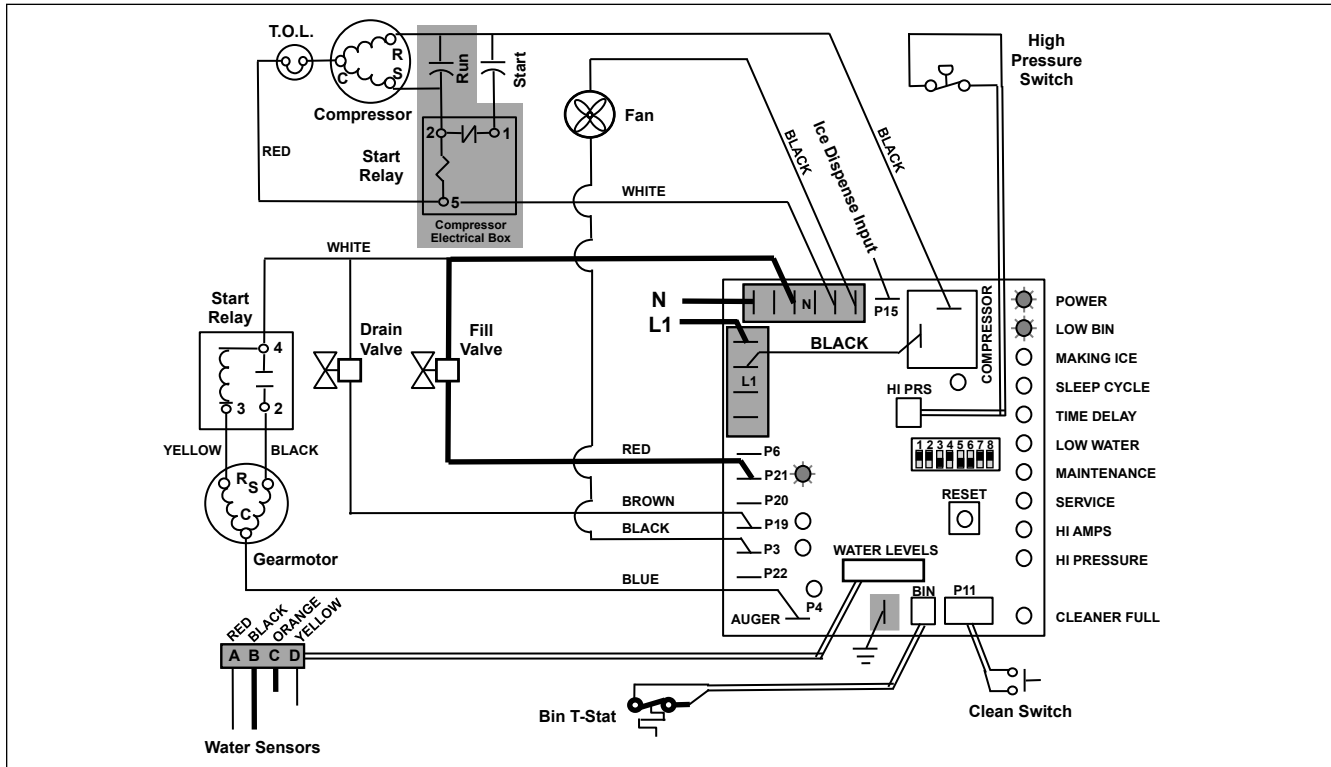 T.O.L.
R
S
C
Compressor
Run
Start
Fan
High
Pressure
Switch
RED
2
1
Start
Relay
5
Compressor
Electrical Box
WHITE
BLACK
Ice Dispense Input
BLACK
WHITE
Start
Relay
4
3
2
YELLOW
BLACK
R
S
C
Gearmotor
Drain
Valve
Fill
Valve
N
L1
N
P15
COMPRESSOR
BLACK
L1
HI PRS
POWER
LOW BIN
MAKING ICE
SLEEP CYCLE
TIME DELAY
LOW WATER
MAINTENANCE
SERVICE
HI AMPS
HI PRESSURE
CLEANER FULL
1 2 3 4 5 6 7 8
RESET
RED
BROWN
BLACK
BLUE
P6
P21
P20
P19
P3
P22
P4
AUGER
WATER LEVELS
BIN
P11
RED
BLACK
ORANGE
YELLOW
A B C D
Water Sensors
Bin T-Stat
Clean Switch